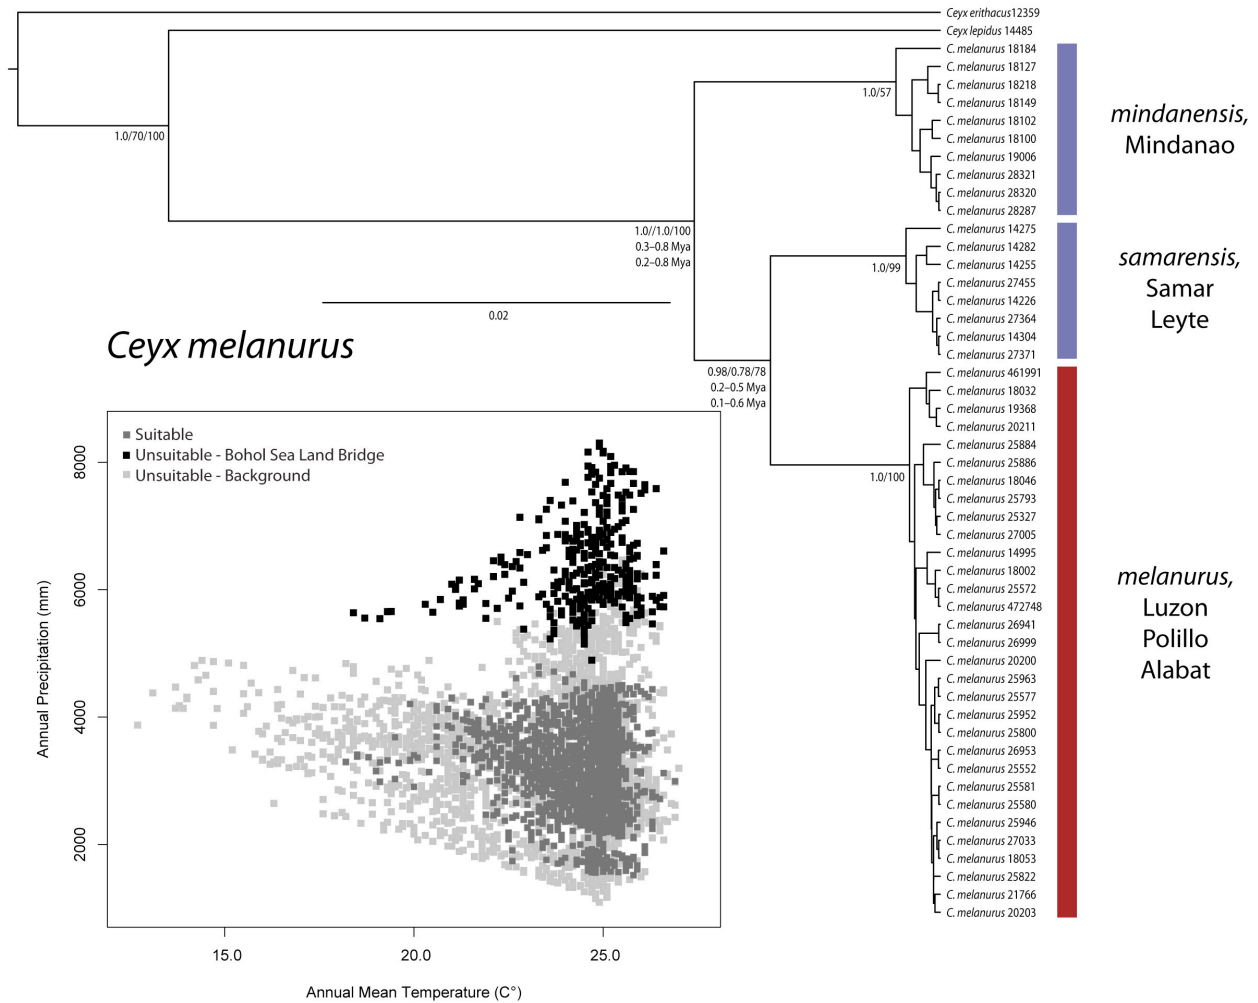 Ceyx erithacus12359
Ceyx lepidus 14485
C. melanurus 18184
C. melanurus 18127
C. melanurus 18218
C. melanurus 18149
C. melanurus 18102
C. melanurus 18100
C. melanurus 19006
C. melanurus 28321
C. melanurus 28320
C. melanurus 28287
C. melanurus 14275
C. melanurus 14282
C. melanurus 14255
C. melanurus 27455
C. melanurus 14226
C. melanurus 27364
C. melanurus 14304
C. melanurus 27371
C. melanurus 461991
C. melanurus 18032
C. melanurus 19368
C. melanurus 20211
C. melanurus 25884
C. melanurus 25886
C. melanurus 18046
C. melanurus 25793
C. melanurus 25327
C. melanurus 27005
C. melanurus 14995
C. melanurus 18002
C. melanurus 25572
C. melanurus 472748
C. melanurus 26941
C. melanurus 26999
C. melanurus 20200
C. melanurus 25963
C. melanurus 25577
C. melanurus 25952
C. melanurus 25800
C. melanurus 26953
C. melanurus 25552
C. melanurus 25581
C. melanurus 25580
C. melanurus 25946
C. melanurus 27033
C. melanurus 18053
C. melanurus 25822
C. melanurus 21766
C. melanurus 20203
mindanensis,
Mindanao
samarensis,
Samar
Leyte
melanurus,
Luzon
Polillo
Alabat
1.0/57
1.0/70/100
1.0//1.0/100
0.3–0.8 Mya
0.2–0.8 Mya
1.0/99
0.02
0.98/0.78/78
0.2–0.5 Mya
0.1–0.6 Mya
1.0/100
Ceyx melanurus
Suitable
Unsuitable - Bohol Sea Land Bridge
Unsuitable - Background
8000
6000
4000
2000
Annual Precipitation (mm)
15.0
20.0
25.0
Annual Mean Temperature (C°)